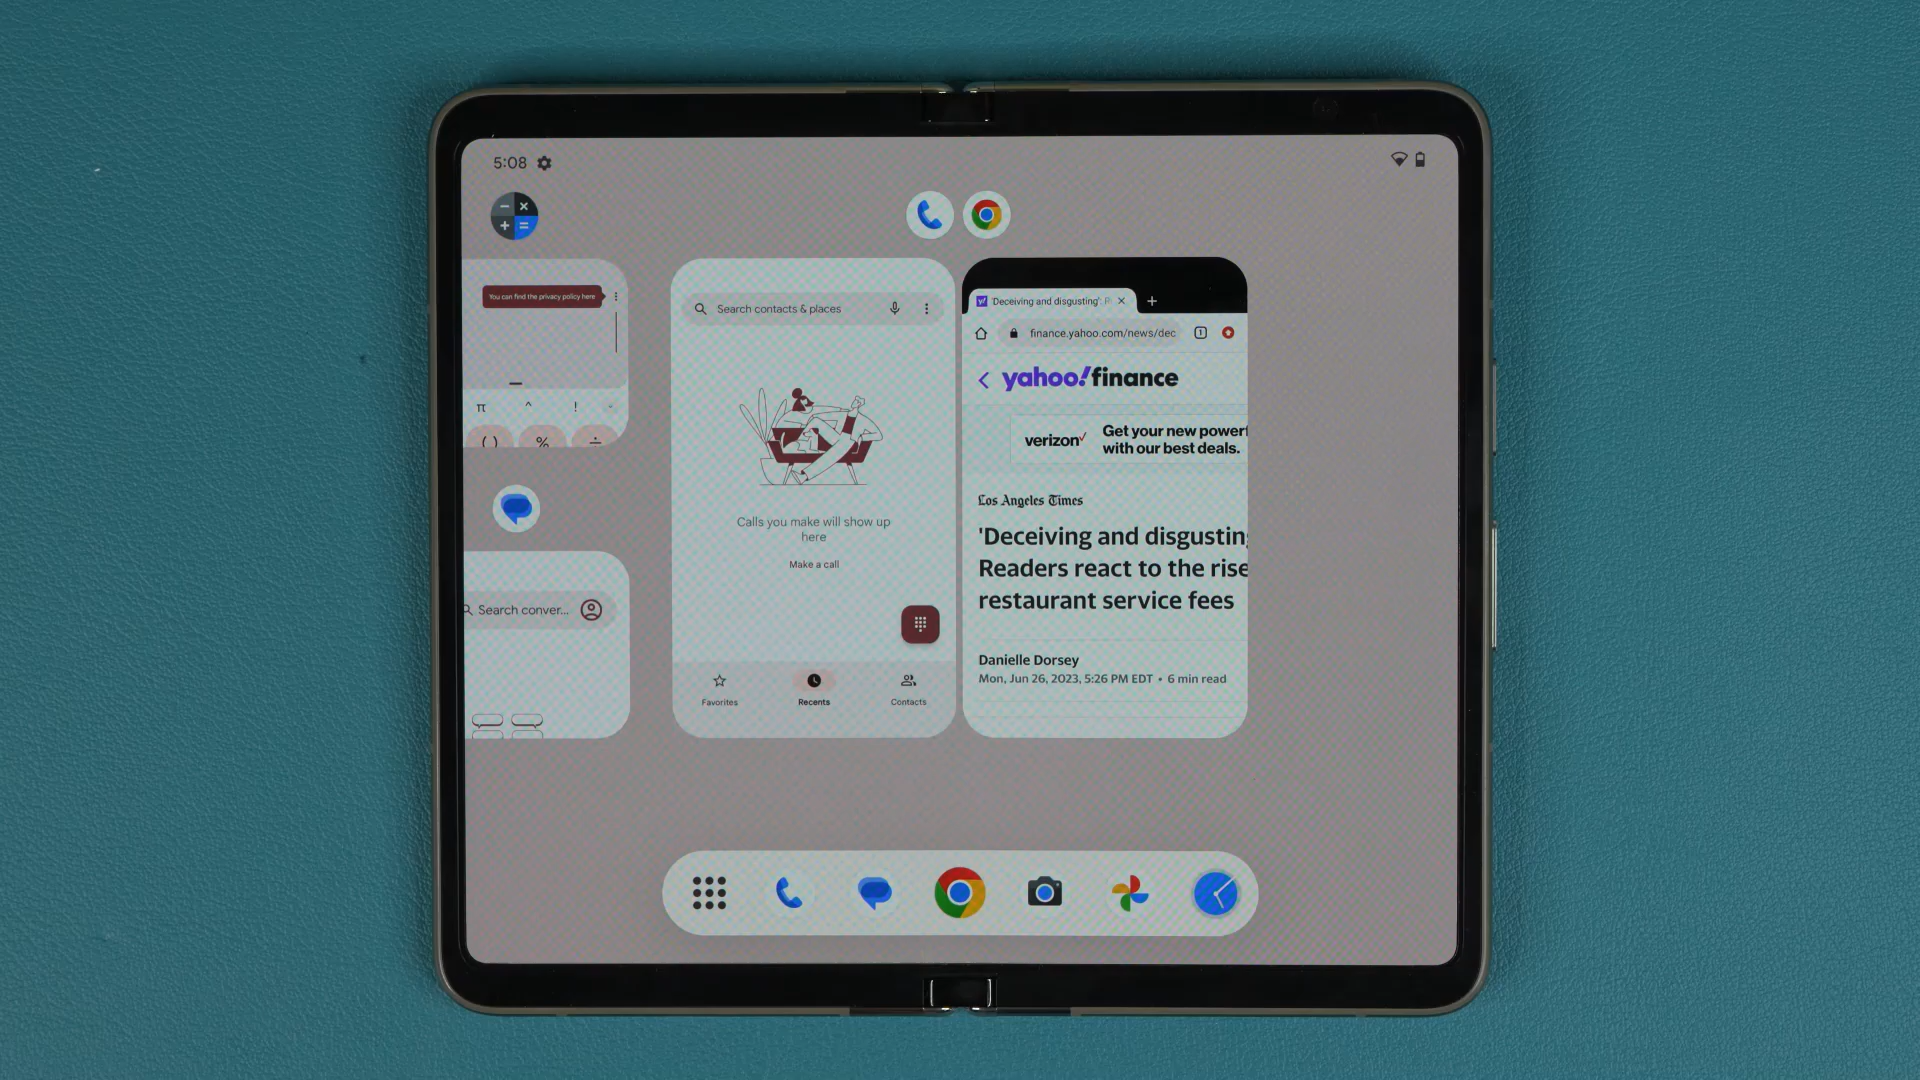 5:08
You can find the privacy policy here
π ^ !
( ) % ÷
Search conver...
Search contacts & places
Calls you make will show up
here
Make a call
Favorites Recents Contacts
'Deceiving and disgusting':
finance.yahoo.com/news/dec
1
yahoo!finance
verizon
Get your new power
with our best deals.
Los Angeles Times
'Deceiving and disgustin
Readers react to the rise
restaurant service fees
Danielle Dorsey
Mon, Jun 26, 2023, 5:26 PM EDT • 6 min read